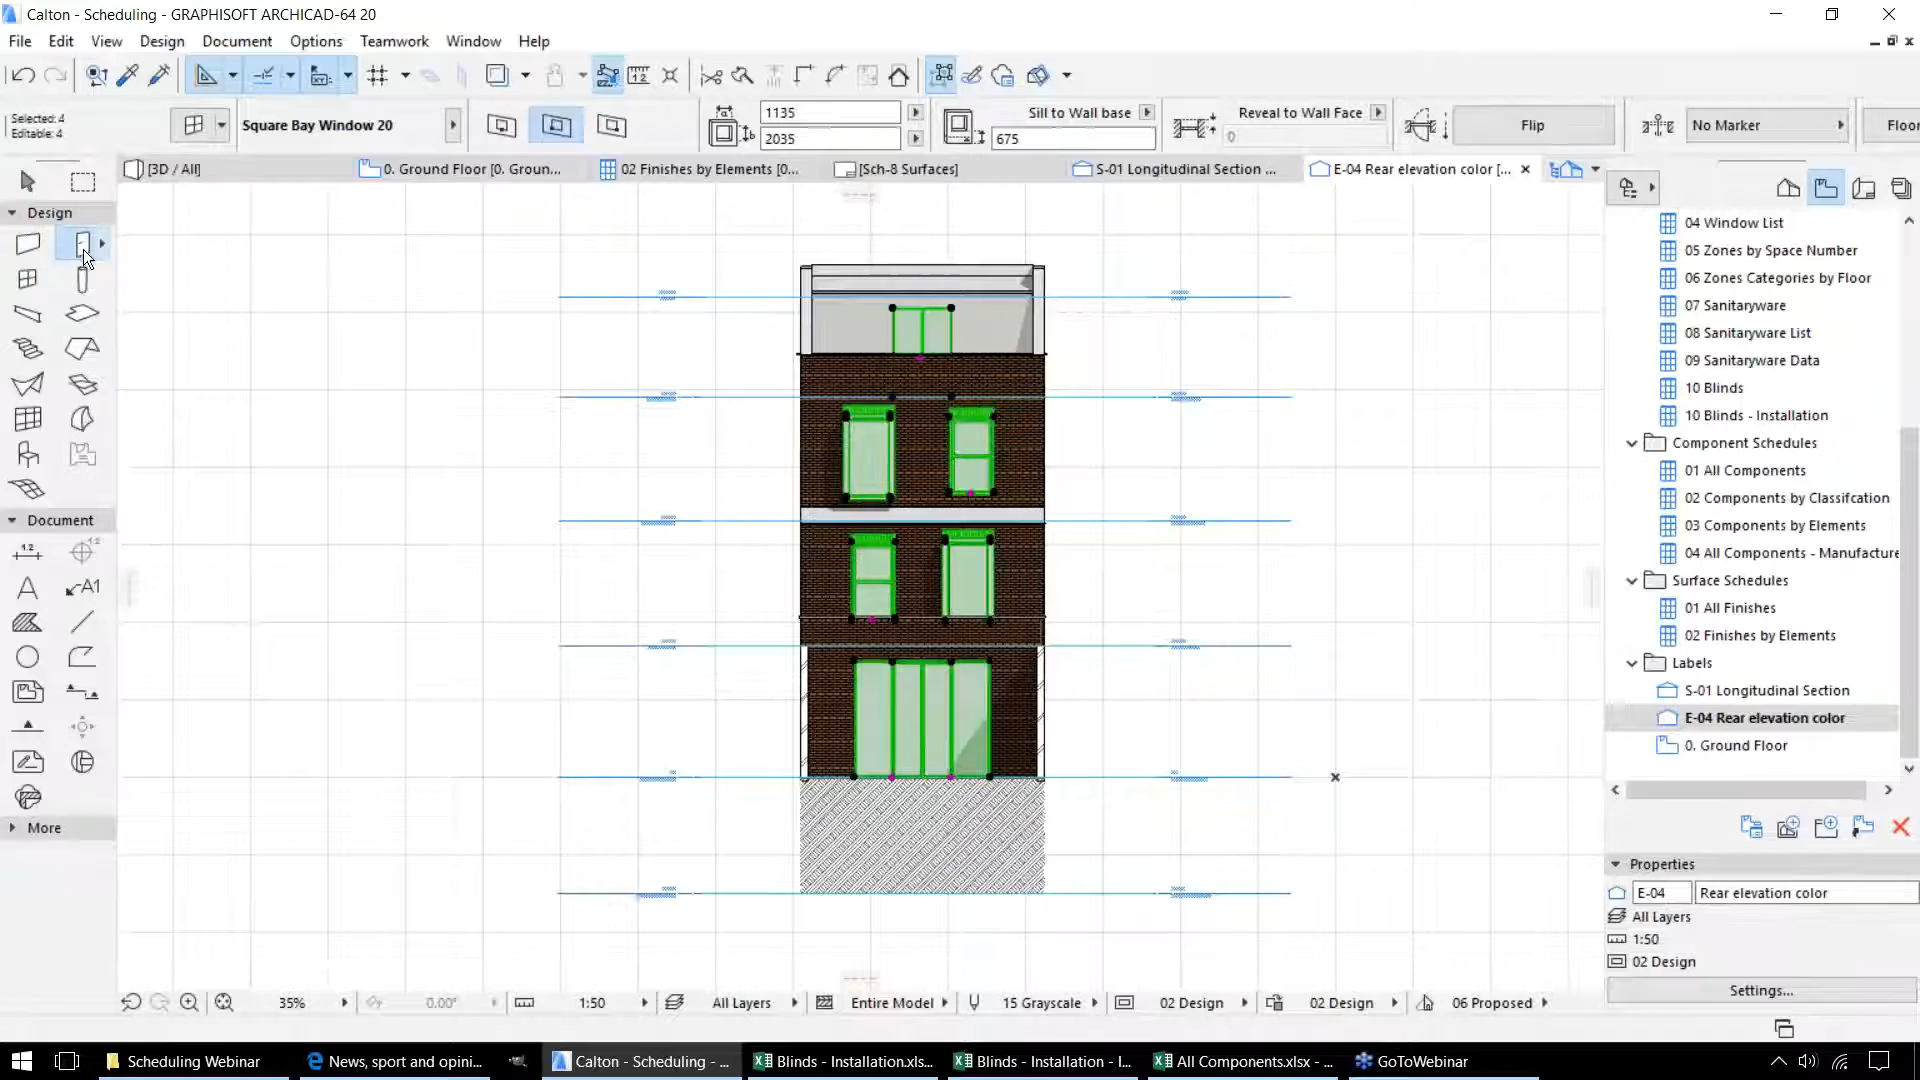 Calton - Scheduling - GRAPHISOFT ARCHICAD-64 20
File Edit View Design Document Options Teamwork Window Help
Selected: 4
Editable: 4
Square Bay Window 20
1135
2035
Sill to Wall base
675
Reveal to Wall Face
0
Flip
No Marker
Floor
[3D / All]
0. Ground Floor [0. Groun...
02 Finishes by Elements [0...
[Sch-8 Surfaces]
S-01 Longitudinal Section ...
E-04 Rear elevation color [...
Design
Document
More
04 Window List
05 Zones by Space Number
06 Zones Categories by Floor
07 Sanitaryware
08 Sanitaryware List
09 Sanitaryware Data
10 Blinds
10 Blinds - Installation
Component Schedules
01 All Components
02 Components by Classifcation
03 Components by Elements
04 All Components - Manufacture
Surface Schedules
01 All Finishes
02 Finishes by Elements
Labels
S-01 Longitudinal Section
E-04 Rear elevation color
0. Ground Floor
Properties
E-04 Rear elevation color
All Layers
1:50
02 Design
Settings...
35%
0.00°
1:50
All Layers
Entire Model
15 Grayscale
02 Design
02 Design
06 Proposed
Scheduling Webinar
News, sport and opini...
Calton - Scheduling - ...
Blinds - Installation.xls...
Blinds - Installation - I...
All Components.xlsx - ...
GoToWebinar